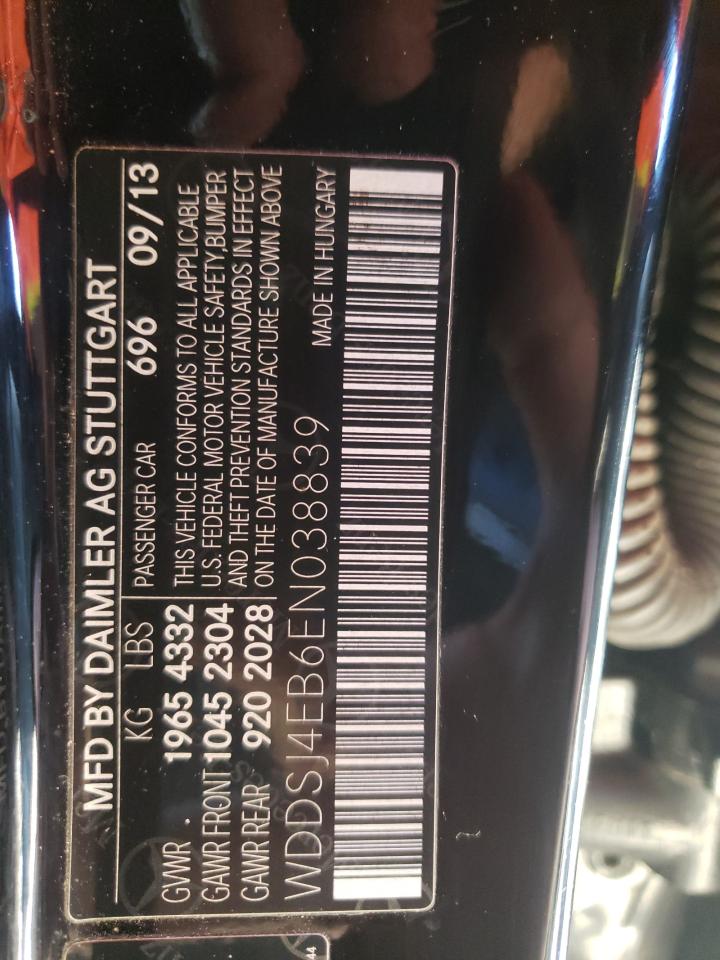 MFD BY DAIMLER AG STUTTGART
KG LBS PASSENGER CAR 696 09/13
GVWR 1965 4332 THIS VEHICLE CONFORMS TO ALL APPLICABLE
GAWR FRONT 1045 2304 U.S. FEDERAL MOTOR VEHICLE SAFETY BUMPER
AND THEFT PREVENTION STANDARDS IN EFFECT
GAWR REAR 920 2028 ON THE DATE OF MANUFACTURE SHOWN ABOVE
WDDSJ4EB6EN038839 MADE IN HUNGARY
44